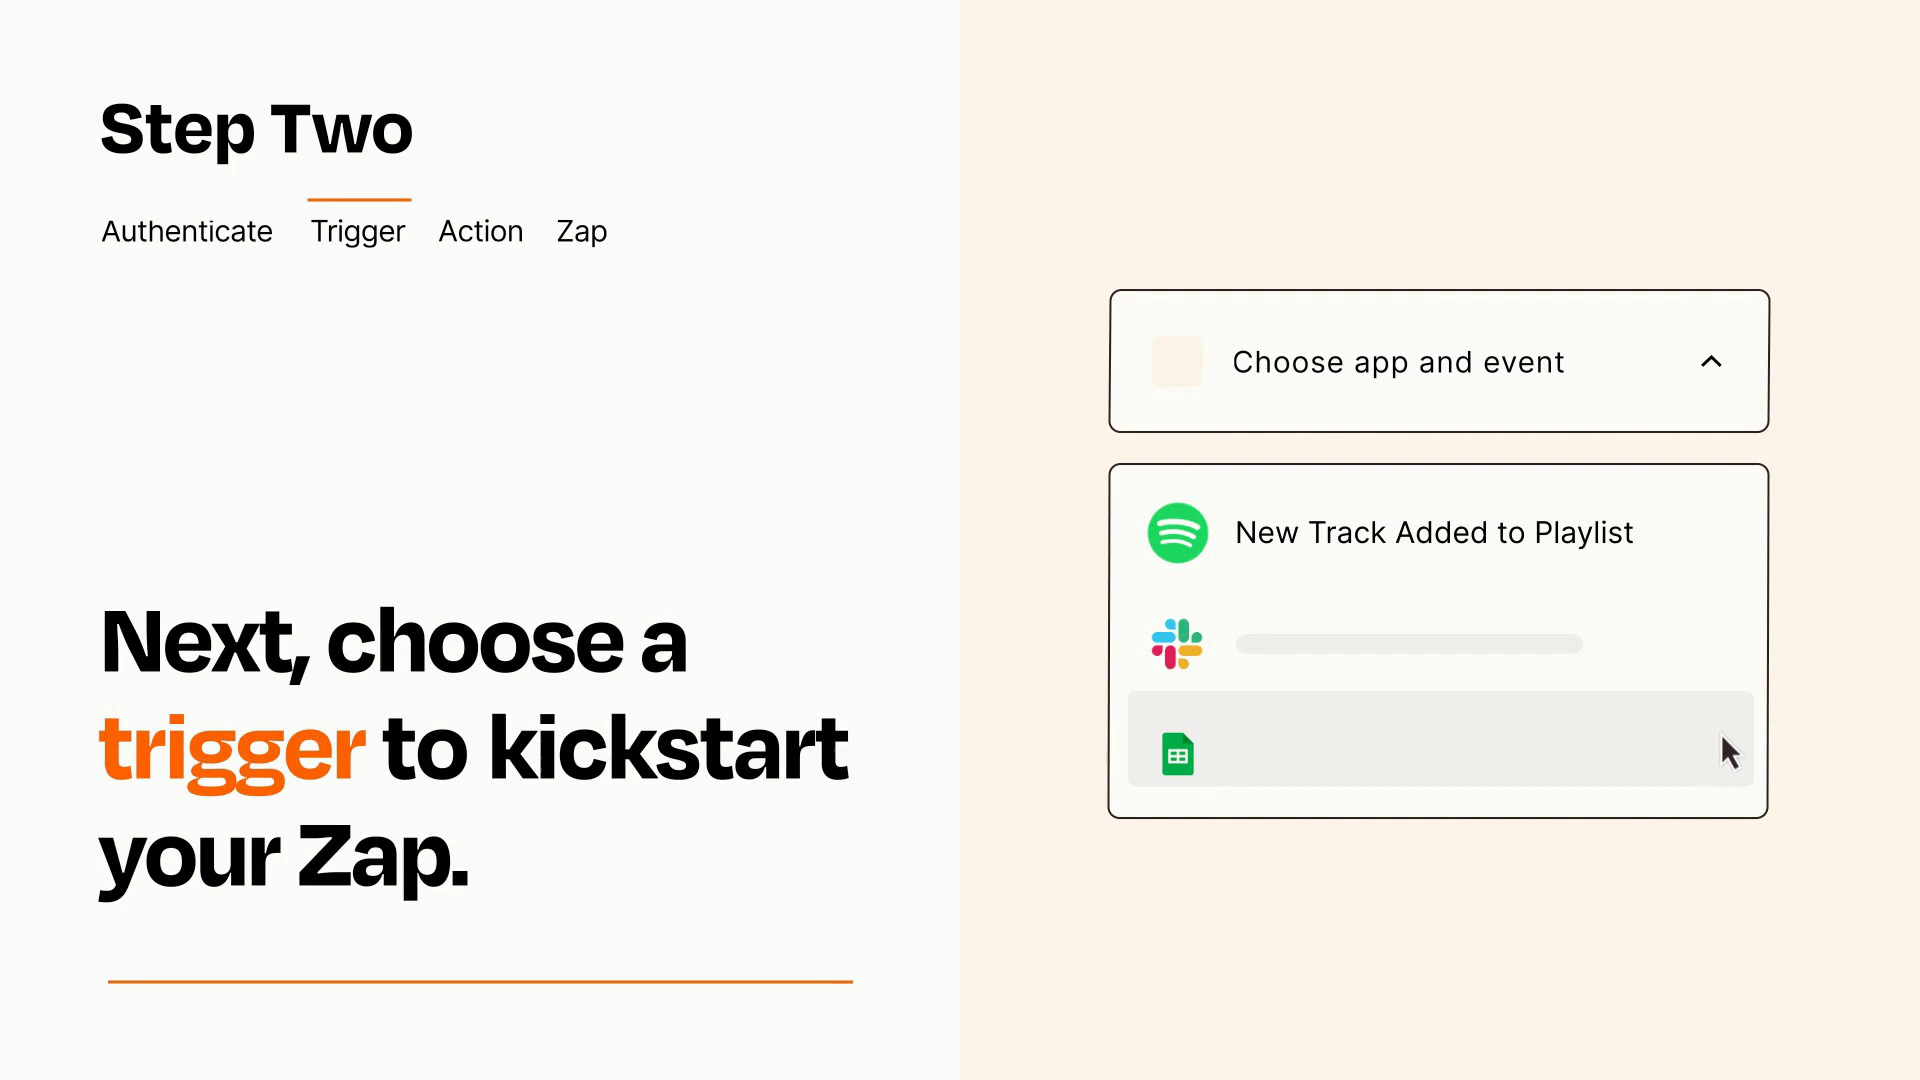 Step Two
Authenticate Trigger Action Zap
Next, choose a
trigger to kickstart
your Zap.
Choose app and event
New Track Added to Playlist